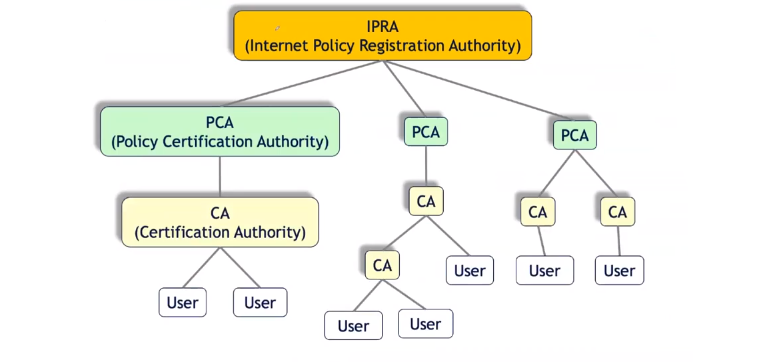 IPRA
(Internet Policy Registration Authority)
PCA
(Policy Certification Authority)
PCA
PCA
CA
(Certification Authority)
CA
CA
CA
CA
User
User
User
User
User
User
User